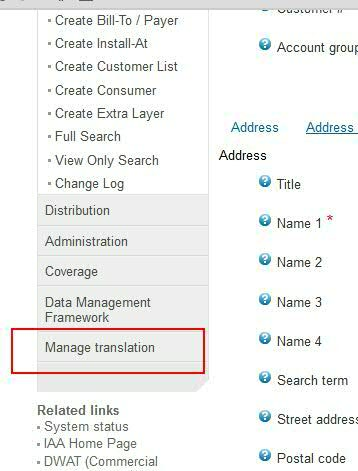 Customer #
Create Bill-To / Payer
Create Install-At
Account group
Create Customer List
Create Consumer
Create Extra Layer
Full Search
Address Address
View Only Search
Address
Change Log
Title
Distribution
Name 1 *
Administration
Name 2
Coverage
Data Management
Framework
Name 3
Manage translation
Name 4
Search term
Related links
System status
Street address
IAA Home Page
DWAT (Commercial
Postal code